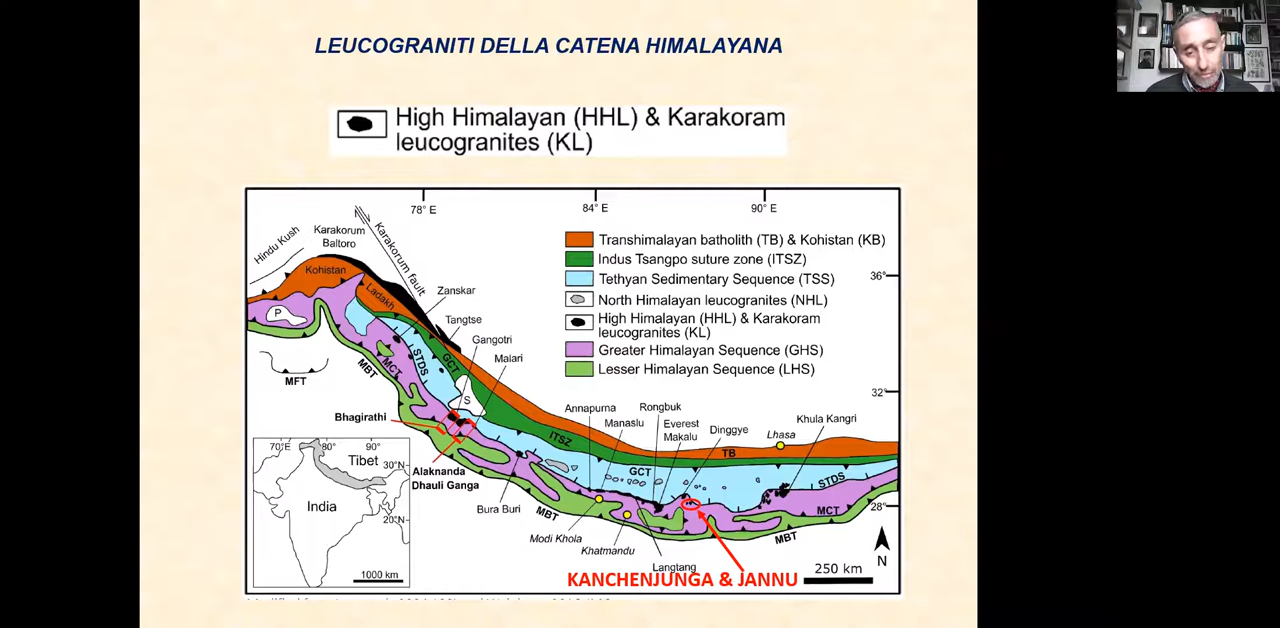 LEUCOGRANITI DELLA CATENA HIMALAYANA
High Himalayan (HHL) & Karakoram
leucogranites (KL)
78° E
84° E
90° E
Hindu Kush
Karakorum
Baltoro
Karakorum fault
Kohistan
Ladakh
Zanskar
Tangtse
Gangotri
Malari
P
MFT
MBT
MCT
STDS
GCT
S
Transhimalayan batholith (TB) & Kohistan (KB)
Indus Tsangpo suture zone (ITSZ)
Tethyan Sedimentary Sequence (TSS)
North Himalayan leucogranites (NHL)
High Himalayan (HHL) & Karakoram
leucogranites (KL)
Greater Himalayan Sequence (GHS)
Lesser Himalayan Sequence (LHS)
36°
32°
28°
Bhagirathi
Alaknanda
Dhauli Ganga
Bura Buri
MBT
Modi Khola
Khatmandu
Langtang
Annapurna
Manaslu
Rongbuk
Everest
Makalu
Dinggye
Lhasa
Khula Kangri
ITSZ
GCT
TB
STDS
MCT
MBT
70°E
80°
90°
Tibet
30°N
India
20°N
1000 km
KANCHENJUNGA & JANNU
250 km
N